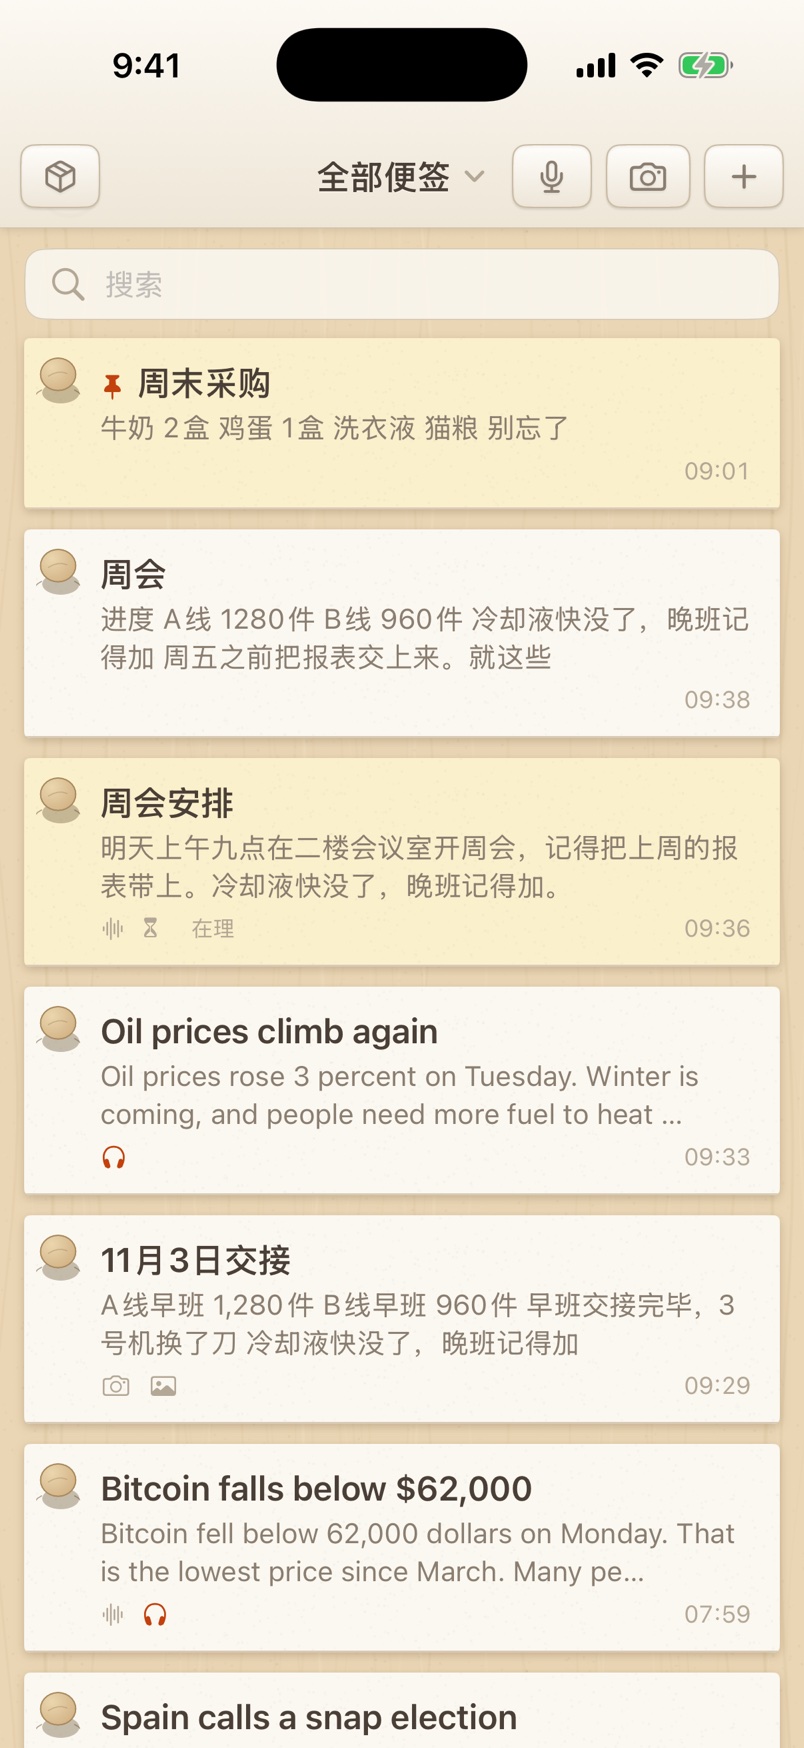 9:41
全部便签
搜索
周末采购
牛奶 2盒 鸡蛋 1盒 洗衣液 猫粮 别忘了
09:01
周会
进度 A线 1280件 B线 960件 冷却液快没了，晚班记
得加 周五之前把报表交上来。就这些
09:38
周会安排
明天上午九点在二楼会议室开周会，记得把上周的报
表带上。冷却液快没了，晚班记得加。
在理
09:36
Oil prices climb again
Oil prices rose 3 percent on Tuesday. Winter is
coming, and people need more fuel to heat ...
09:33
11月3日交接
A线早班 1,280件 B线早班 960件 早班交接完毕，3
号机换了刀 冷却液快没了，晚班记得加
09:29
Bitcoin falls below $62,000
Bitcoin fell below 62,000 dollars on Monday. That
is the lowest price since March. Many pe...
07:59
Spain calls a snap election